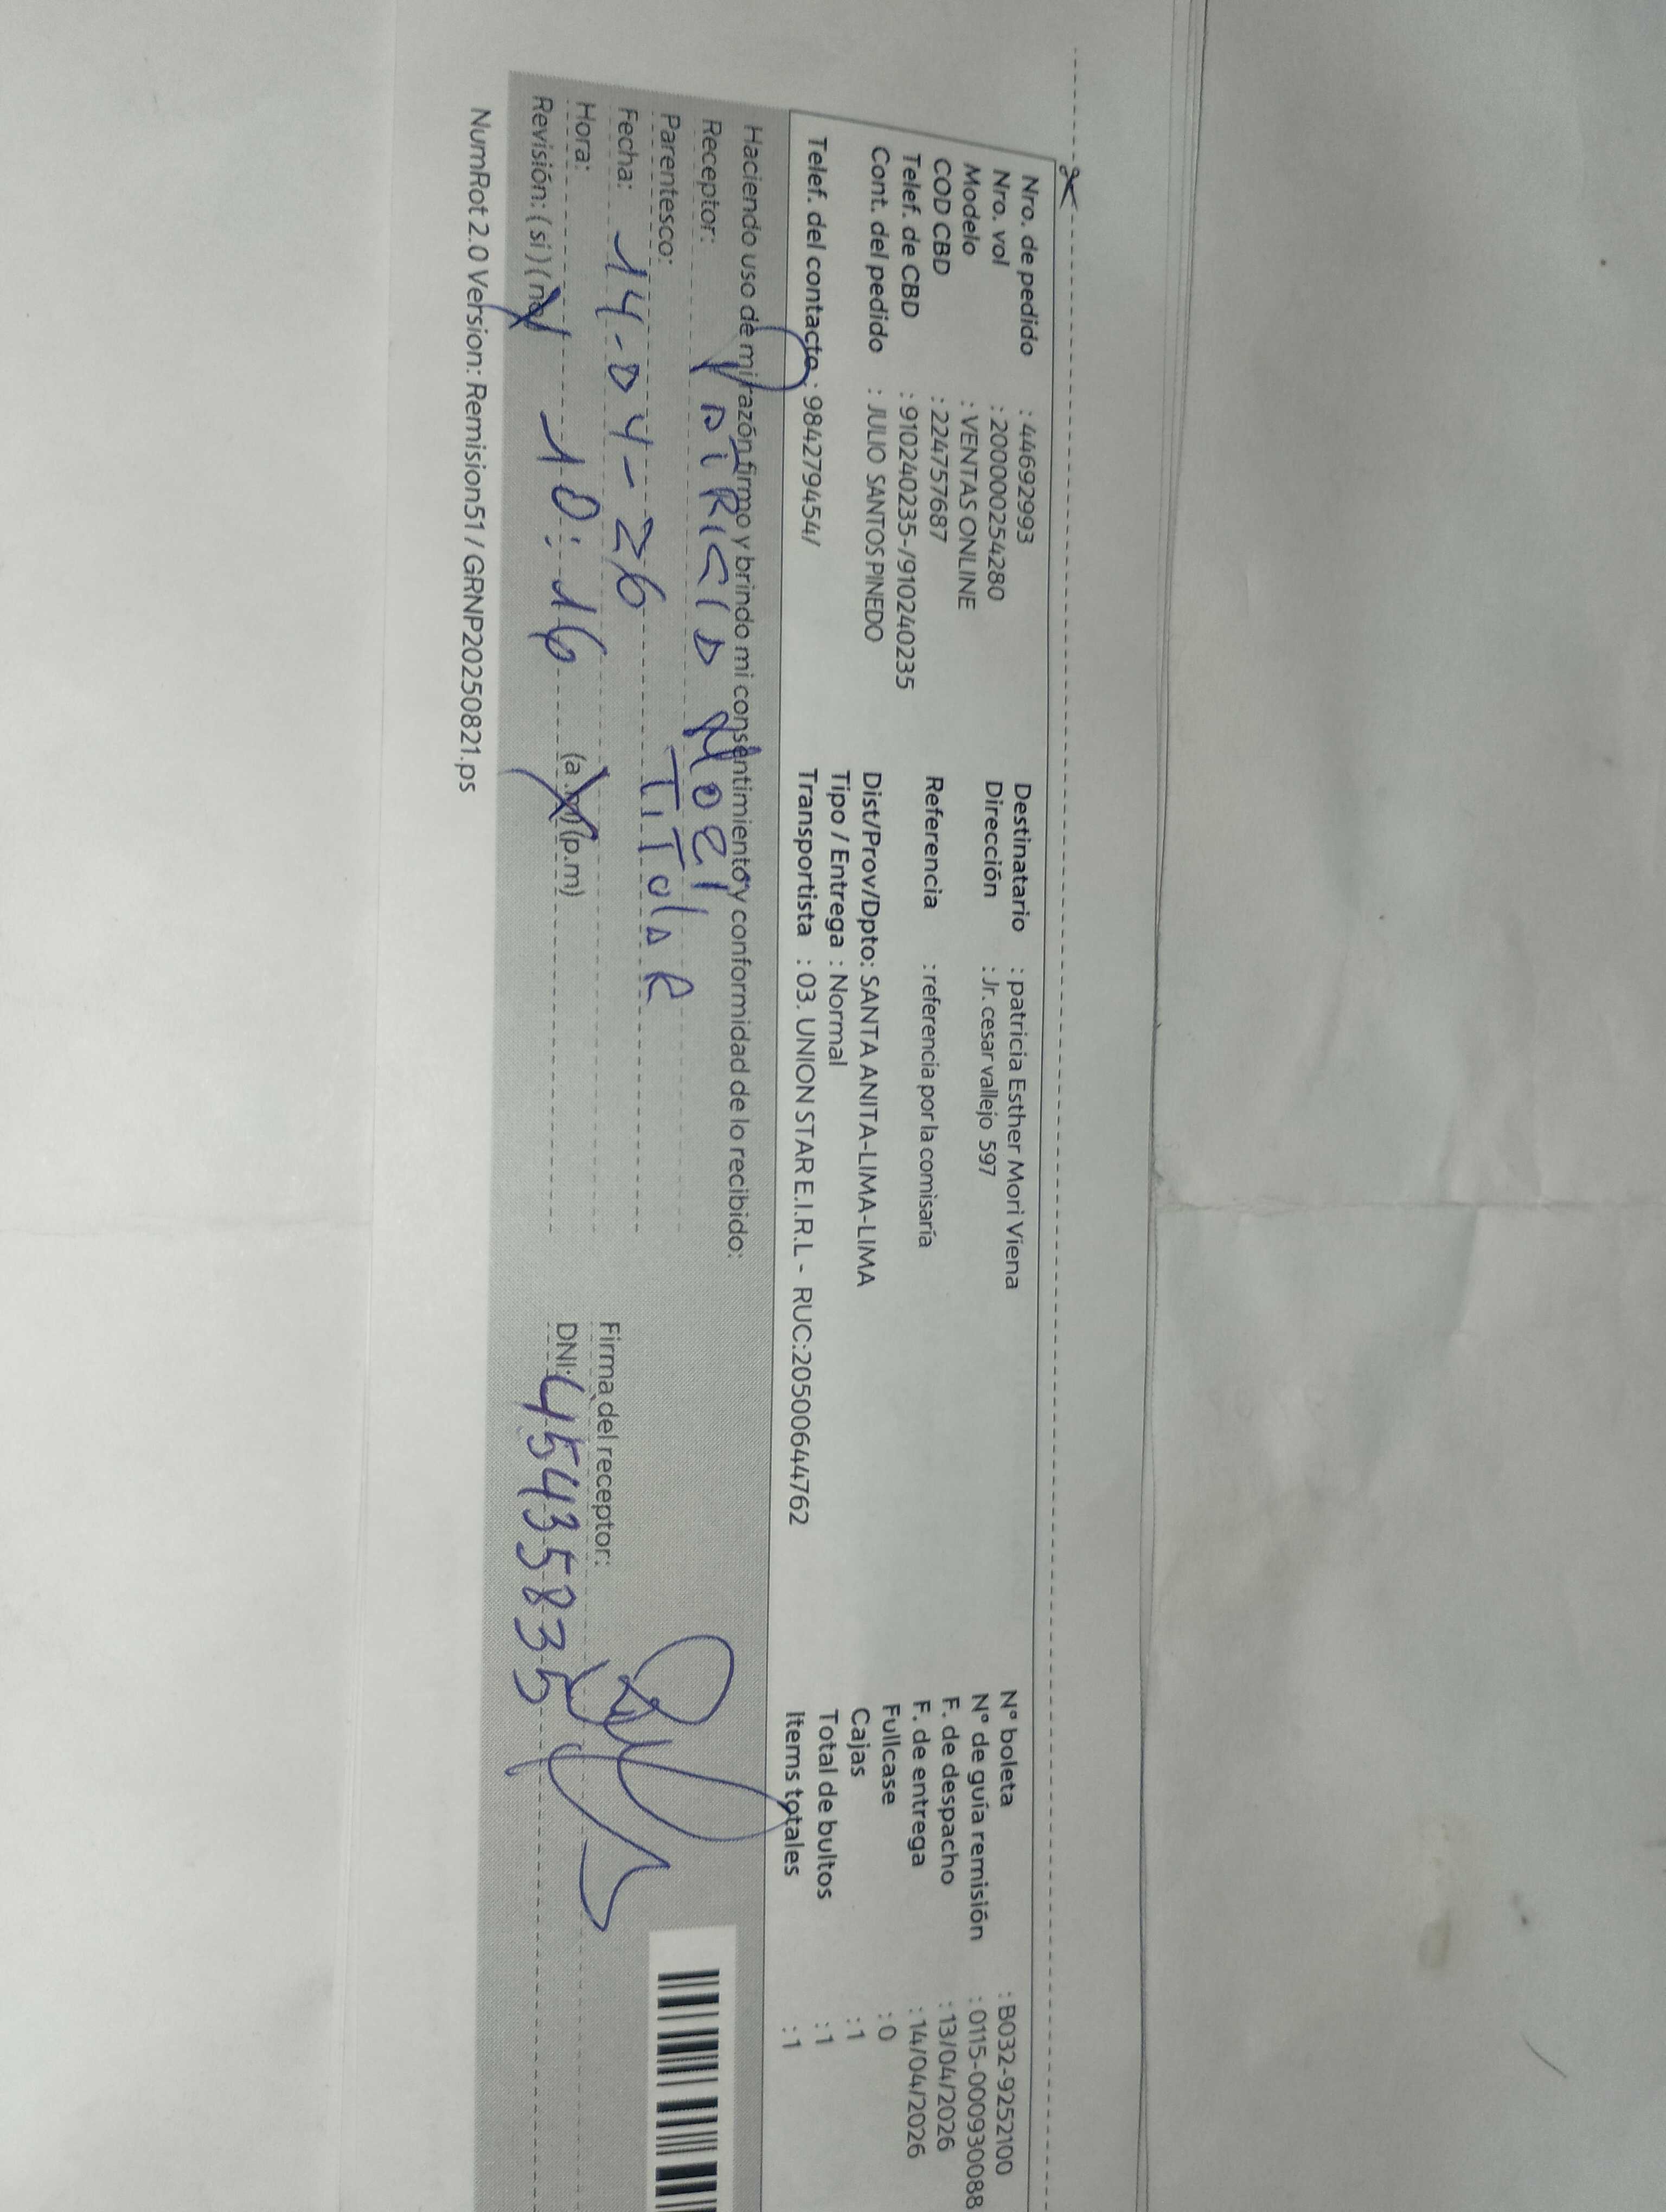 Nro. de pedido : 44692993
Nro. vol : 2000000254280
Modelo : VENTAS ONLINE
COD CBD : 224757687
Telef. de CBD : 910240235-/910240235
Cont. del pedido : JULIO SANTOS PINEDO
Telef. del contacto : 984279454/
Destinatario : patricia Esther Mori Viena
Dirección : Jr. cesar vallejo 597
Referencia : referencia por la comisaría
Dist/Prov/Dpto: SANTA ANITA-LIMA-LIMA
Tipo / Entrega : Normal
Transportista : 03. UNION STAR E.I.R.L - RUC:20500644762
Nº boleta : B032-9252100
Nº de guía remisión : 0115-000930088
F. de despacho : 13/04/2026
F. de entrega : 14/04/2026
Fullcase : 0
Cajas : 1
Total de bultos : 1
Items totales : 1
Haciendo uso de mi razón firmo y brindo mi consentimiento y conformidad de lo recibido:
Receptor:
Parentesco: TiTolAR
Fecha: 14-04-26
Hora: 10:16 (a.m) (p.m)
Revisión: (si) (no)
Firma del receptor:
DNI: 45435835
NumRot 2.0 Version: Remision51 / GRNP20250821.ps